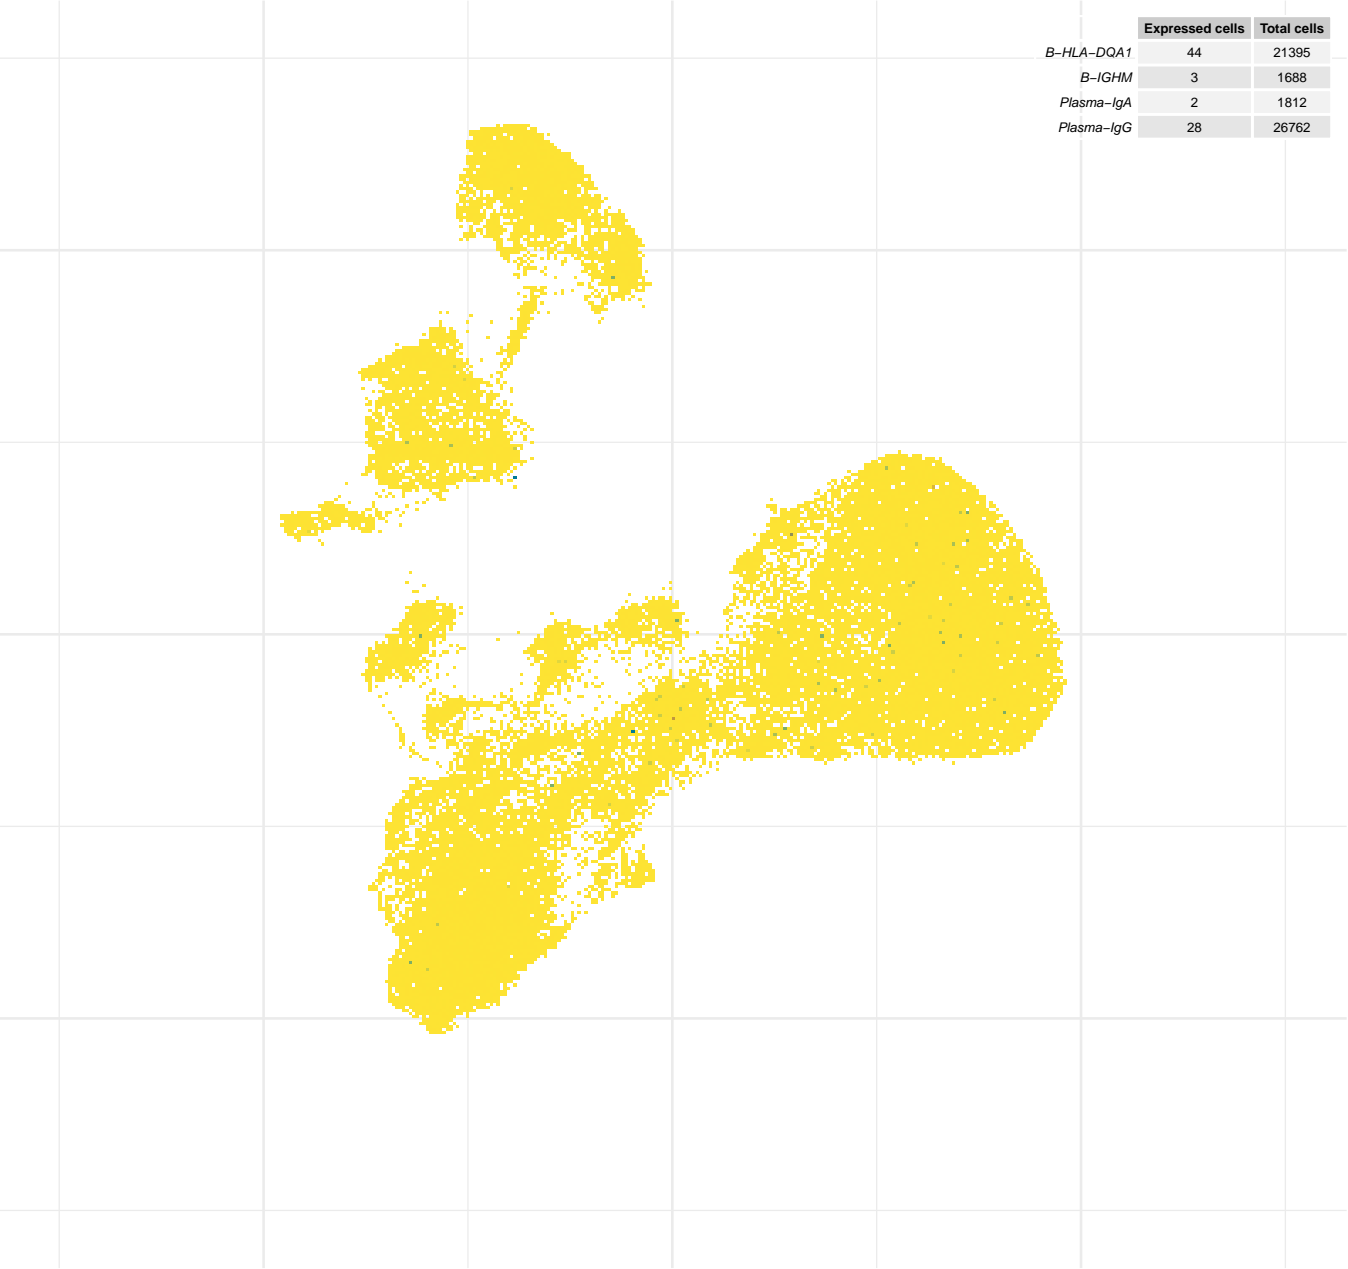 Expressed cells Total cells
B−HLA−DQA1 44 21395
B−IGHM 3 1688
Plasma−IgA 2 1812
Plasma−IgG 28 26762